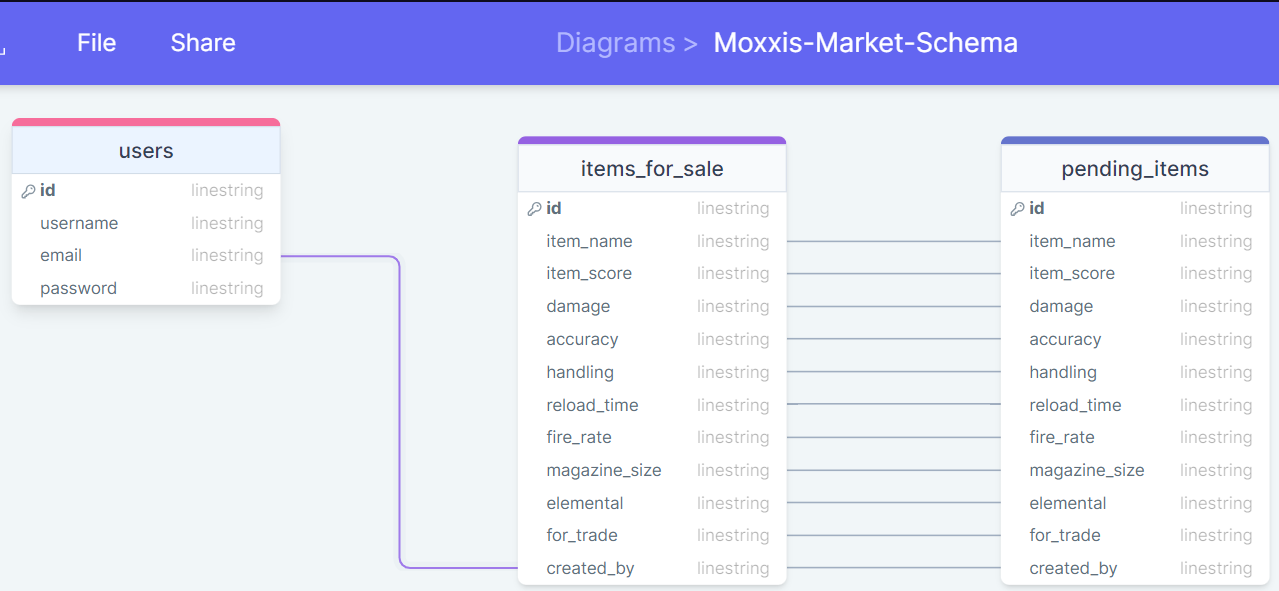 File Share Diagrams > Moxxis-Market-Schema
users
id linestring
username linestring
email linestring
password linestring
items_for_sale
id linestring
item_name linestring
item_score linestring
damage linestring
accuracy linestring
handling linestring
reload_time linestring
fire_rate linestring
magazine_size linestring
elemental linestring
for_trade linestring
created_by linestring
pending_items
id linestring
item_name linestring
item_score linestring
damage linestring
accuracy linestring
handling linestring
reload_time linestring
fire_rate linestring
magazine_size linestring
elemental linestring
for_trade linestring
created_by linestring